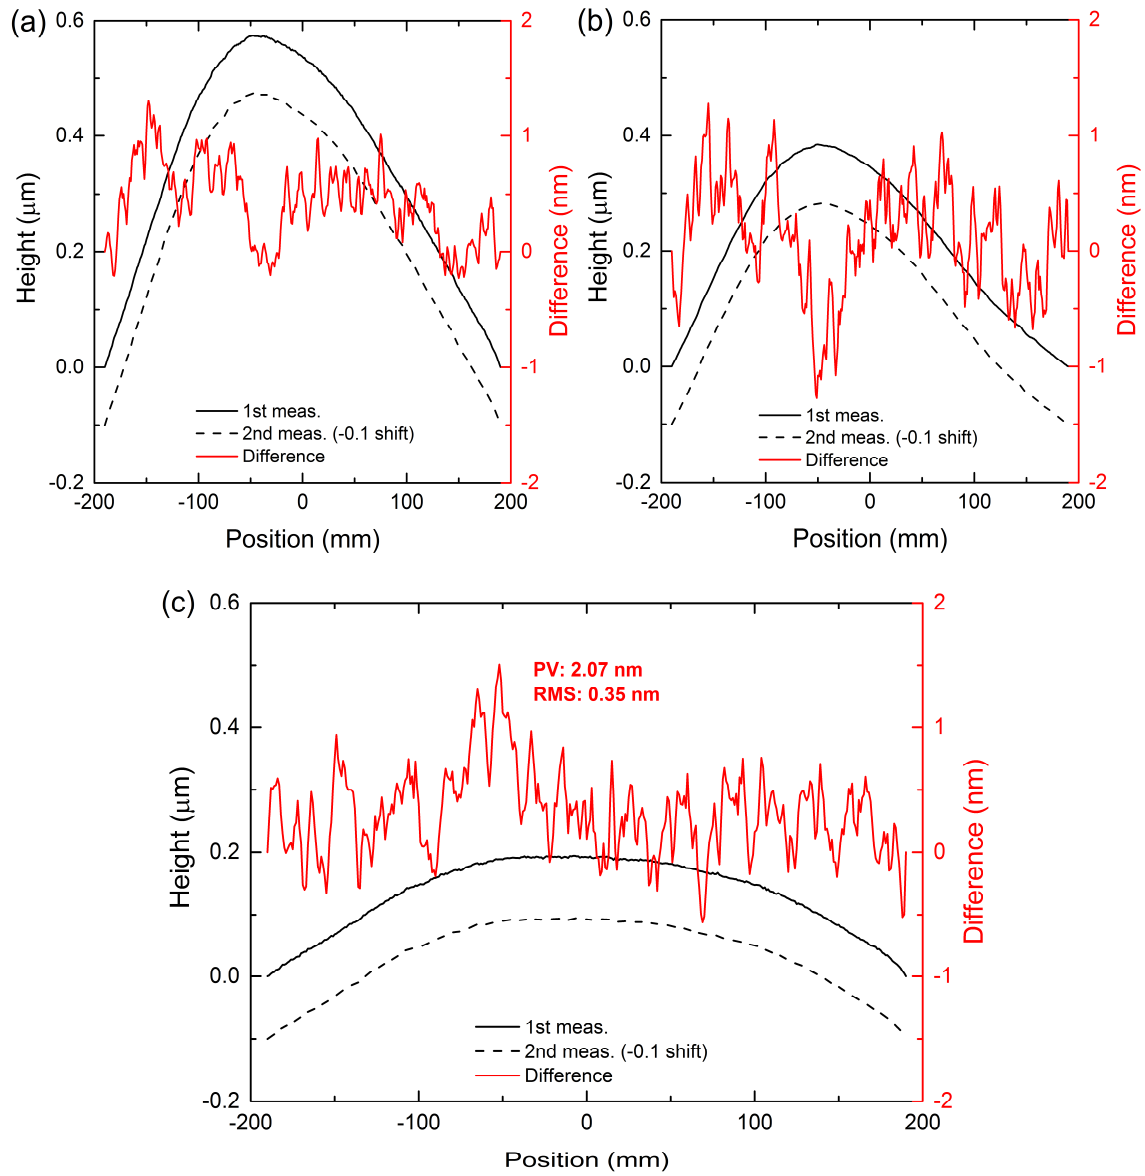 (a)
0.6
0.4
0.2
0.0
-0.2
Height (μm)
2
1
0
-1
-2
Difference (nm)
1st meas.
2nd meas. (-0.1 shift)
Difference
-200
-100
0
100
200
Position (mm)
(b)
0.6
0.4
0.2
0.0
-0.2
Height (μm)
2
1
0
-1
-2
Difference (nm)
1st meas.
2nd meas. (-0.1 shift)
Difference
-200
-100
0
100
200
Position (mm)
(c)
0.6
0.4
0.2
0.0
-0.2
Height (μm)
2
1
0
-1
-2
Difference (nm)
PV: 2.07 nm
RMS: 0.35 nm
1st meas.
2nd meas. (-0.1 shift)
Difference
-200
-100
0
100
200
Position (mm)